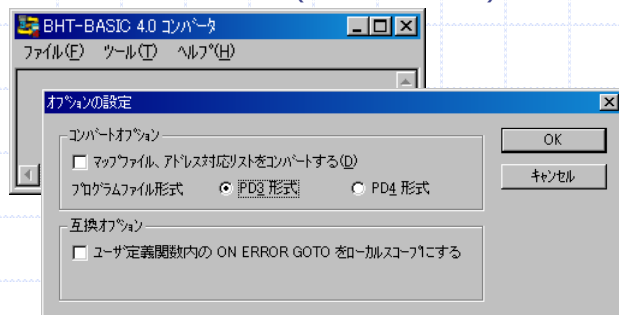 BHT-BASIC 4.0 ｺﾝﾊﾞｰﾀ
ﾌｧｲﾙ(F) ﾂｰﾙ(T) ﾍﾙﾌﾟ(H)
ｵﾌﾟｼｮﾝの設定
ｺﾝﾊﾞｰﾄｵﾌﾟｼｮﾝ
ﾏｯﾌﾟﾌｧｲﾙ、ｱﾄﾞﾚｽ対応ﾘｽﾄをｺﾝﾊﾞｰﾄする(D)
ﾌﾟﾛｸﾞﾗﾑﾌｧｲﾙ形式 PD3 形式 PD4 形式
互換ｵﾌﾟｼｮﾝ
ﾕｰｻﾞ定義関数内の ON ERROR GOTO をﾛｰｶﾙｽｺｰﾌﾟにする
OK
ｷｬﾝｾﾙ